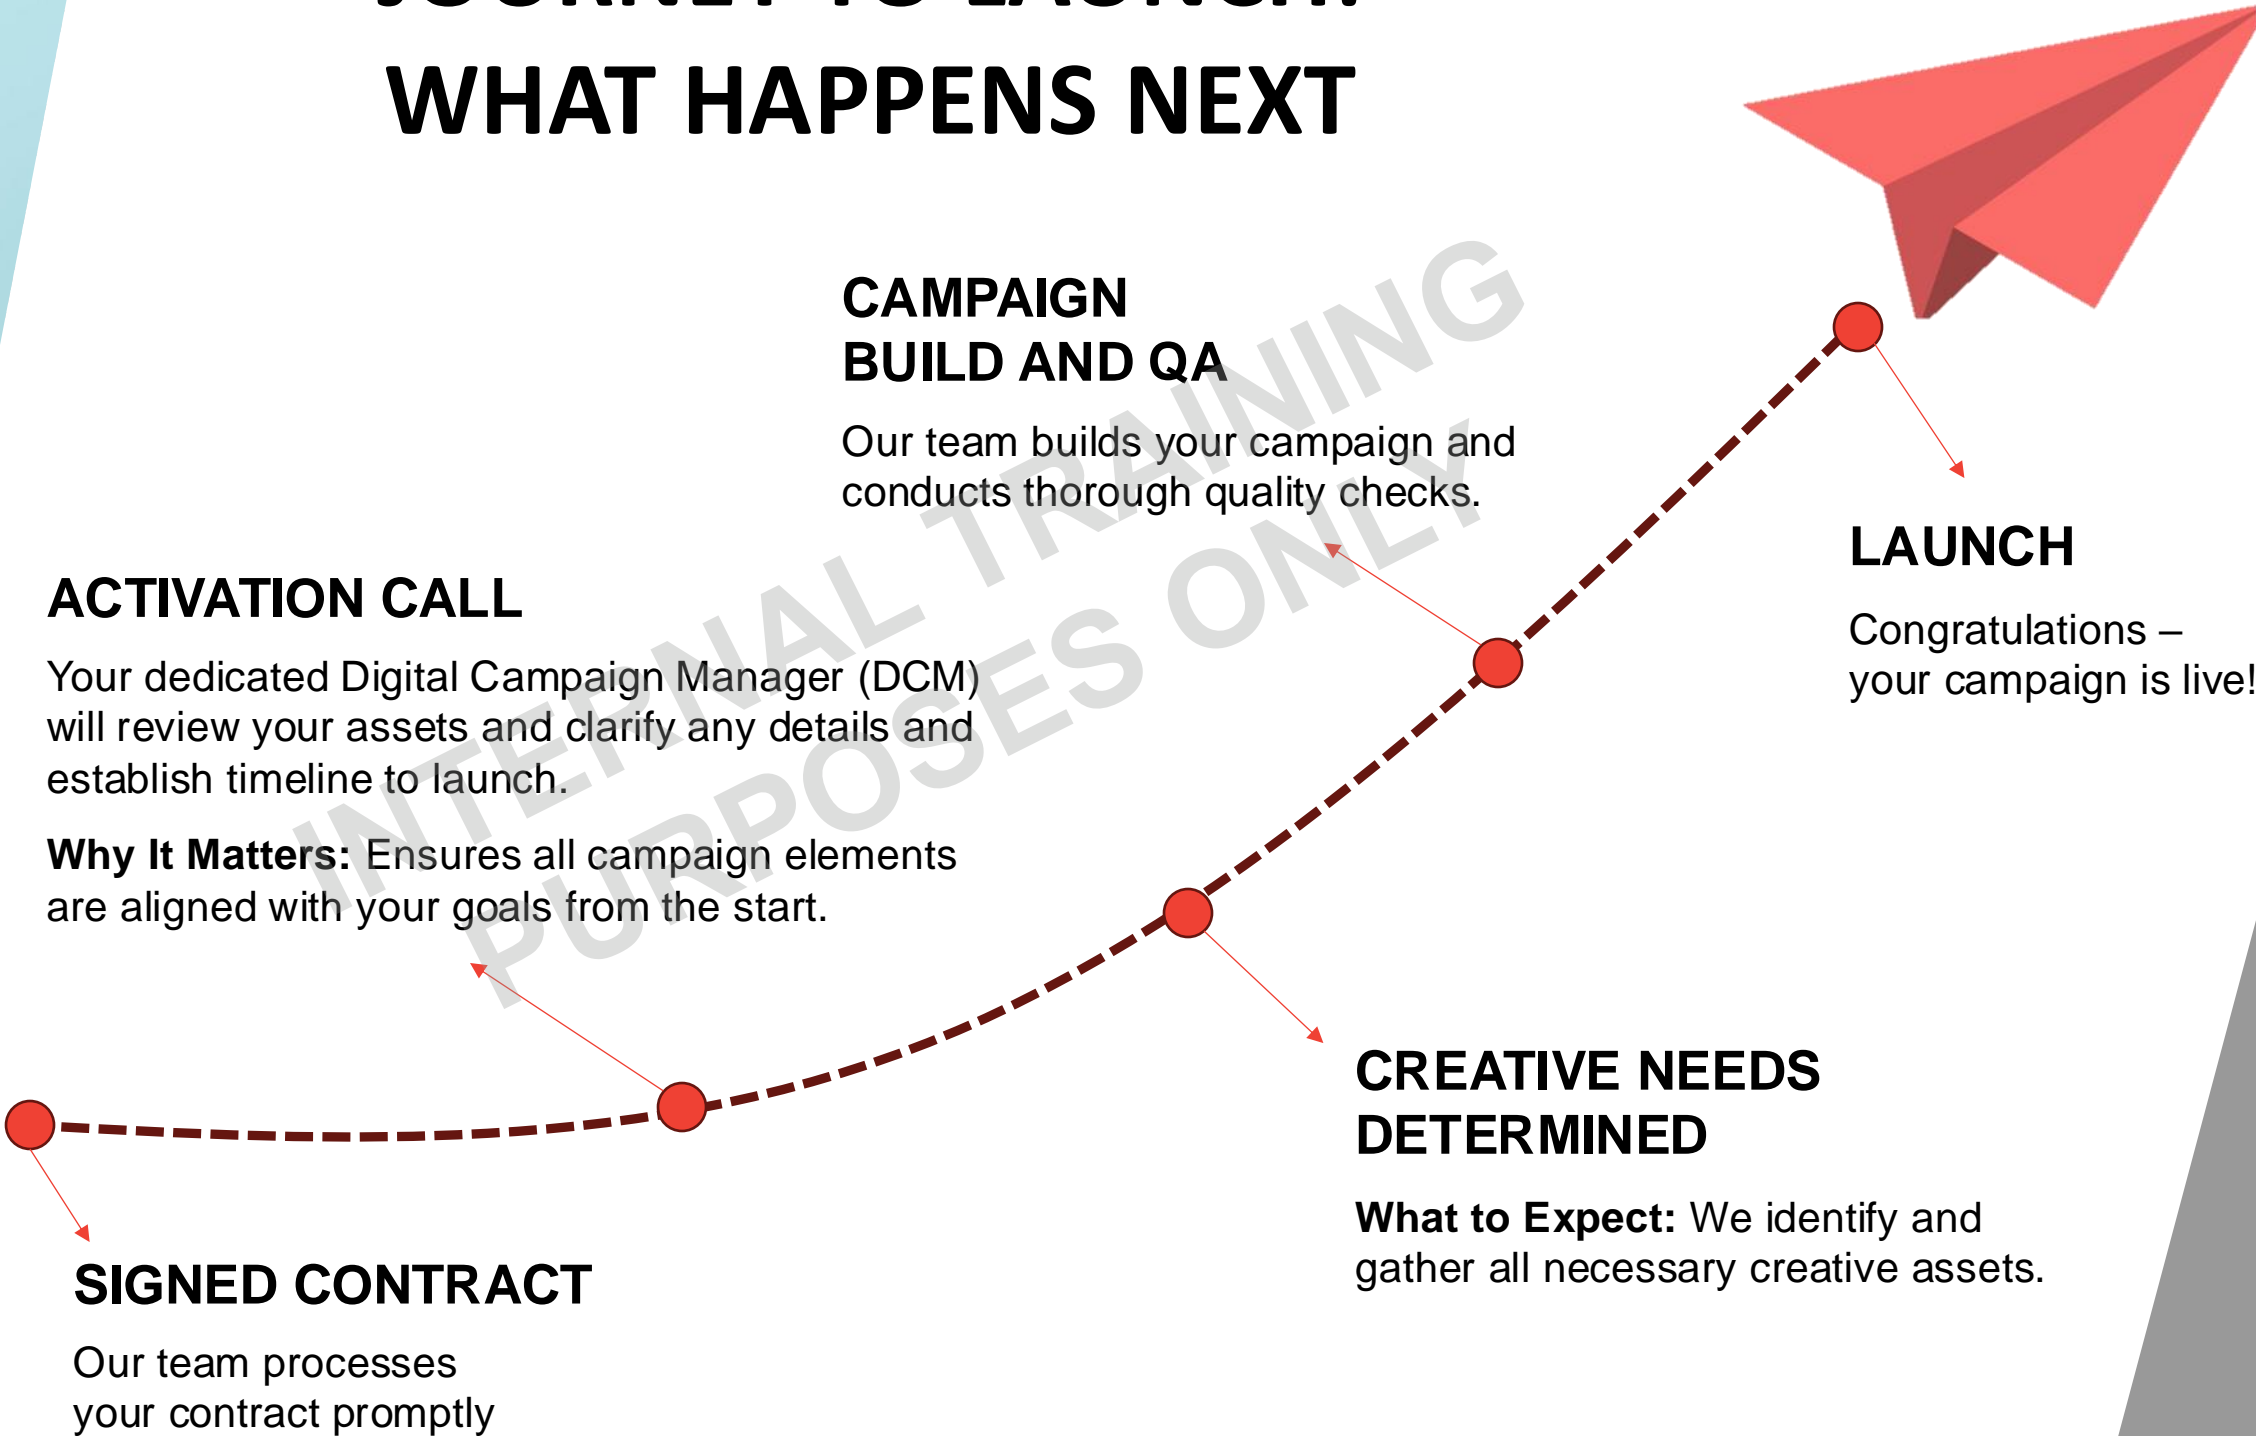 JOURNEY TO LAUNCH:
WHAT HAPPENS NEXT
CAMPAIGN
BUILD AND QA
Our team builds your campaign and
conducts thorough quality checks.
LAUNCH
Congratulations –
your campaign is live!
ACTIVATION CALL
Your dedicated Digital Campaign Manager (DCM)
will review your assets and clarify any details and
establish timeline to launch.
Why It Matters: Ensures all campaign elements
are aligned with your goals from the start.
CREATIVE NEEDS
DETERMINED
What to Expect: We identify and
gather all necessary creative assets.
SIGNED CONTRACT
Our team processes
your contract promptly
INTERNAL TRAINING
PURPOSES ONLY